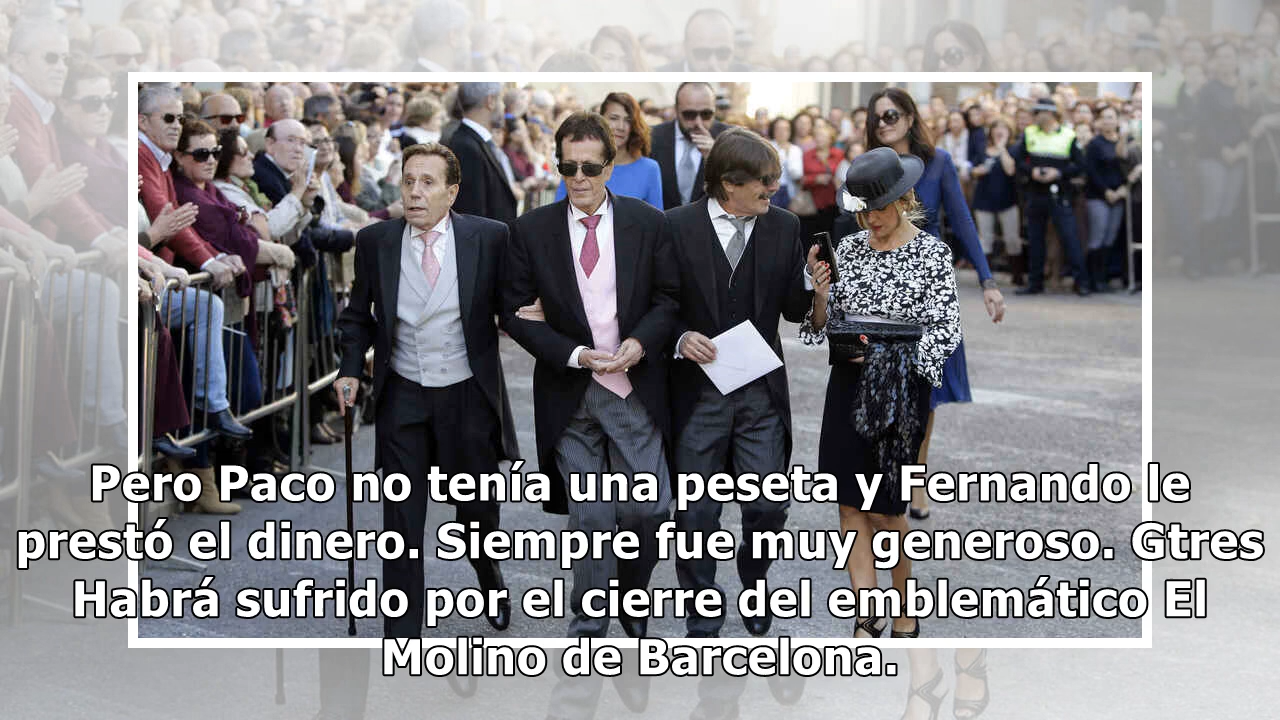 Pero Paco no tenía una peseta y Fernando le
prestó el dinero. Siempre fue muy generoso. Gtres
Habrá sufrido por el cierre del emblemático El
Molino de Barcelona.